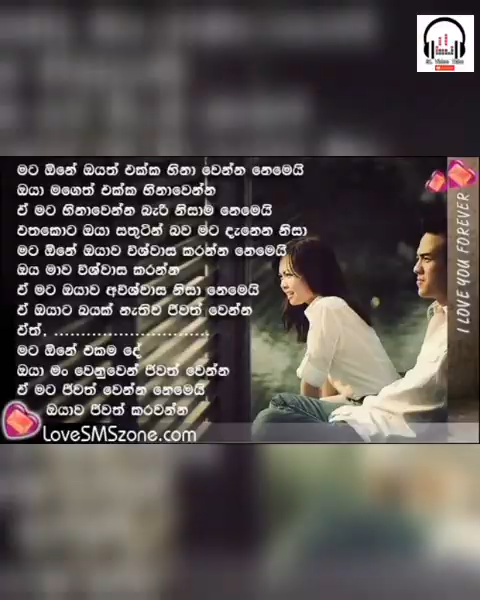 මට ඕනේ ඔයත් එක්ක හිනා වෙන්න නෙමෙයි
ඔයා මගෙත් එක්ක හිනාවෙන්න
ඒ මට හිනාවෙන්න බැරි නිසාම නෙමෙයි
එතකොට ඔයා සතුටින් බව මට දැනෙන නිසා
මට ඕනේ ඔයාව විශ්වාස කරන්න නෙමෙයි
ඔය මාව විශ්වාස කරන්න
ඒ මට ඔයාව අවිශ්වාස නිසා නෙමෙයි
ඒ ඔයාට බයක් නැතිව ජීවත් වෙන්න
ඒත්, ............................
මට ඕනේ එකම දේ
ඔයා මං වෙනුවෙන් ජීවත් වෙන්න
ඒ මට ජීවත් වෙන්න නෙමෙයි
ඔයාව ජීවත් කරවන්න
LoveSMSzone.com
I LOVE YOU FOREVER